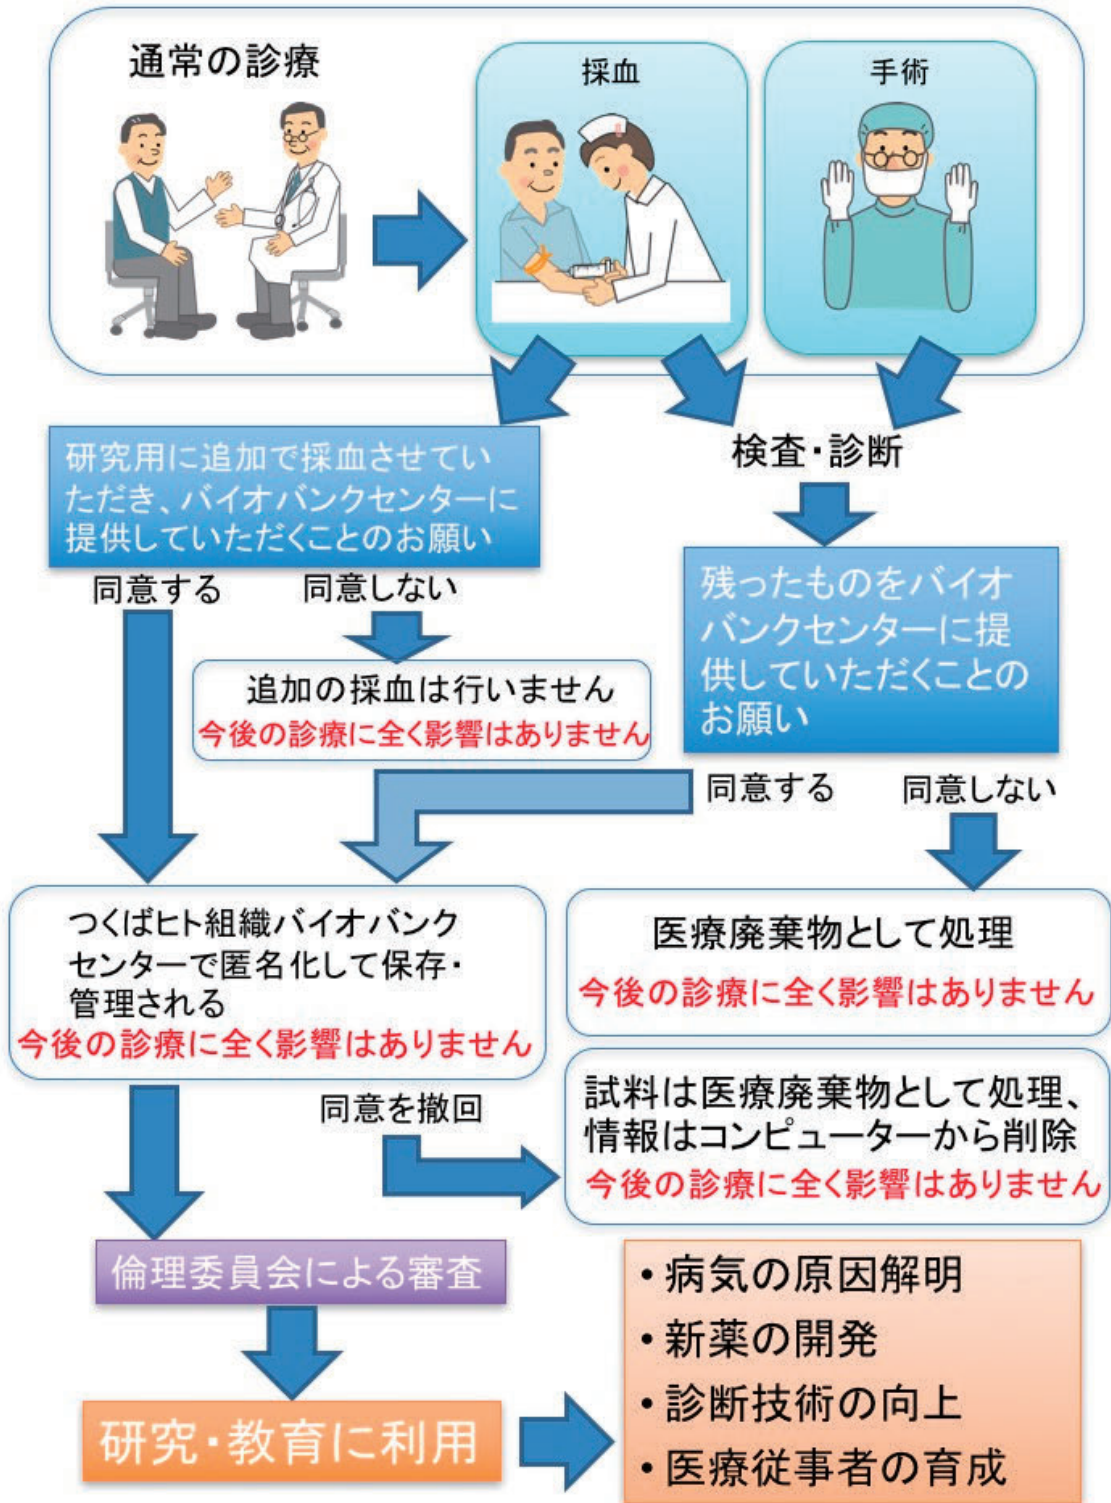 通常の診療
採血
手術
研究用に追加で採血させてい
ただき、バイオバンクセンターに
提供していただくことのお願い
検査・診断
同意する
同意しない
残ったものをバイオ
バンクセンターに提
供していただくことの
お願い
追加の採血は行いません
今後の診療に全く影響はありません
同意する
同意しない
つくばヒト組織バイオバンク
センターで匿名化して保存・
管理される
今後の診療に全く影響はありません
医療廃棄物として処理
今後の診療に全く影響はありません
同意を撤回
試料は医療廃棄物として処理、
情報はコンピューターから削除
今後の診療に全く影響はありません
倫理委員会による審査
研究・教育に利用
・病気の原因解明
・新薬の開発
・診断技術の向上
・医療従事者の育成